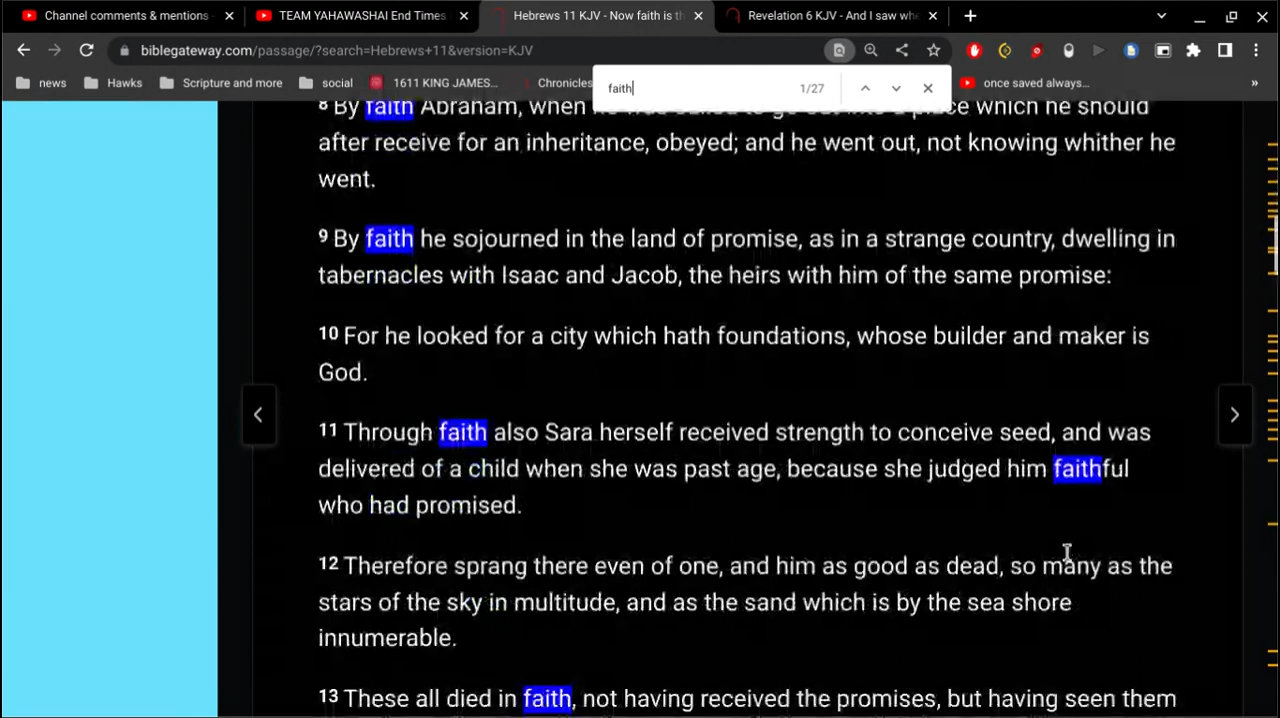 Channel comments & mentions -
TEAM YAHAWASHAI End Times
Hebrews 11 KJV - Now faith is th
Revelation 6 KJV - And I saw whe
biblegateway.com/passage/?search=Hebrews+11&version=KJV
news
Hawks
Scripture and more
social
1611 KING JAMES...
Chronicles
once saved always...
»
faith
1/27
8 By faith Abraham, when he was called to go out into a place which he should
after receive for an inheritance, obeyed; and he went out, not knowing whither he
went.
9 By faith he sojourned in the land of promise, as in a strange country, dwelling in
tabernacles with Isaac and Jacob, the heirs with him of the same promise:
10 For he looked for a city which hath foundations, whose builder and maker is
God.
11 Through faith also Sara herself received strength to conceive seed, and was
delivered of a child when she was past age, because she judged him faithful
who had promised.
12 Therefore sprang there even of one, and him as good as dead, so many as the
stars of the sky in multitude, and as the sand which is by the sea shore
innumerable.
13 These all died in faith, not having received the promises, but having seen them